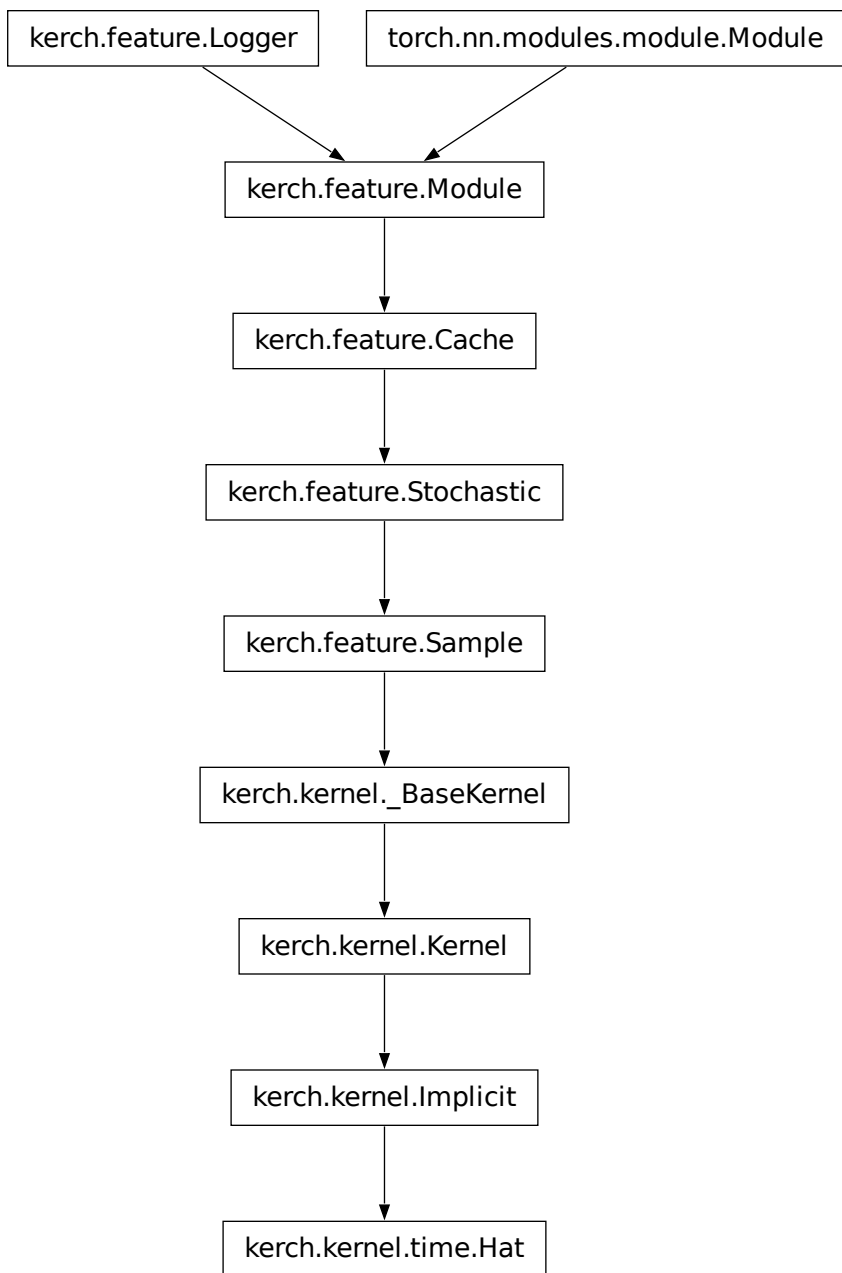 kerch.feature.Logger
torch.nn.modules.module.Module
kerch.feature.Module
kerch.feature.Cache
kerch.feature.Stochastic
kerch.feature.Sample
kerch.kernel._BaseKernel
kerch.kernel.Kernel
kerch.kernel.Implicit
kerch.kernel.time.Hat